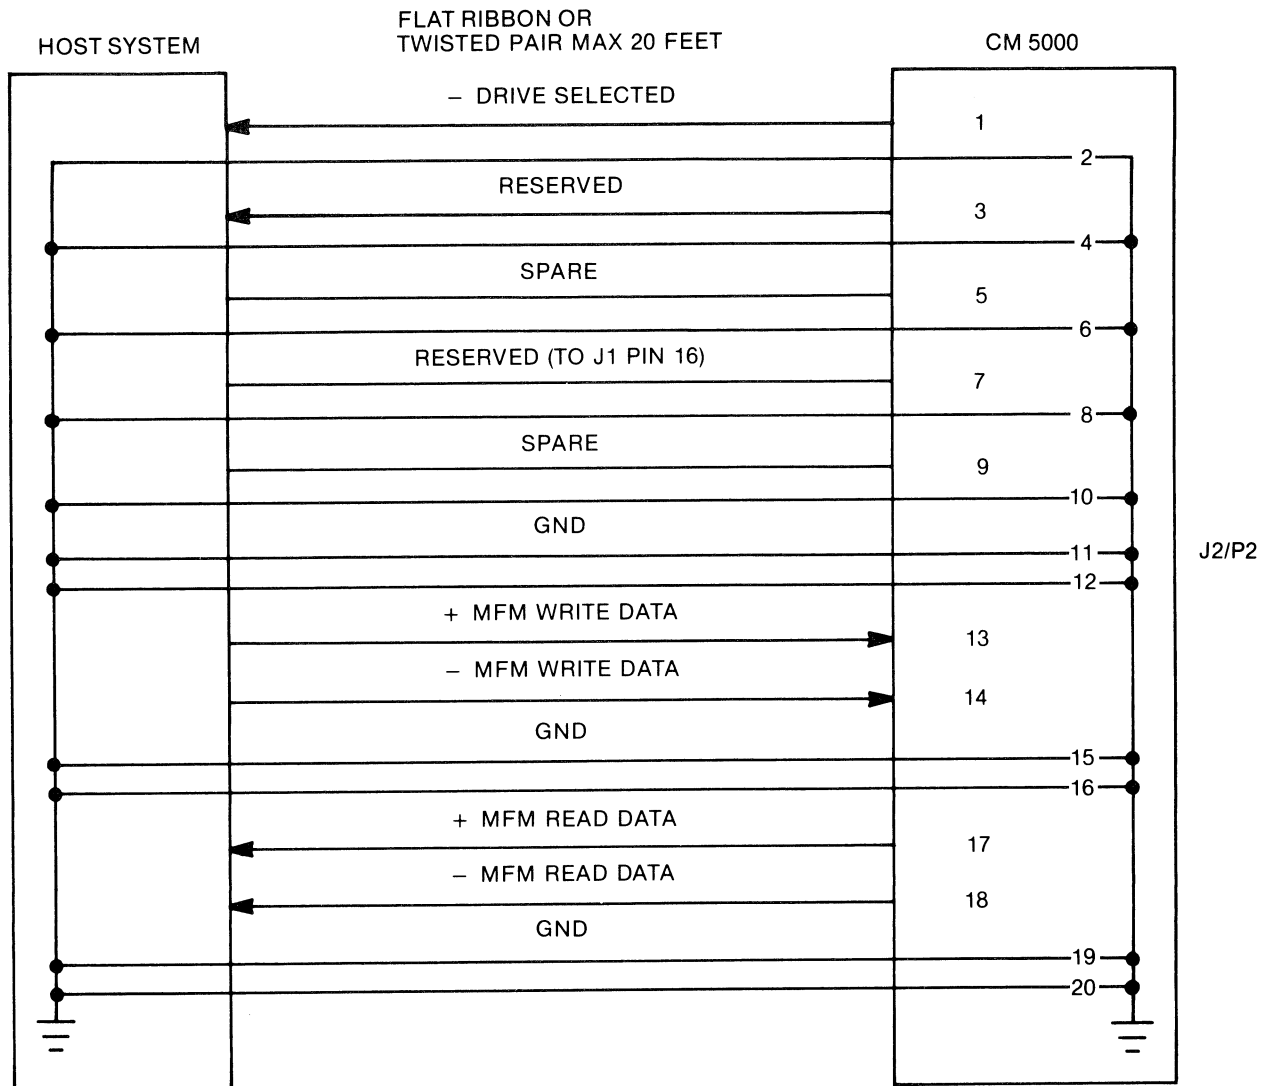 FLAT RIBBON OR
TWISTED PAIR MAX 20 FEET
HOST SYSTEM
CM 5000
– DRIVE SELECTED
1
2
RESERVED
3
4
SPARE
5
6
RESERVED (TO J1 PIN 16)
7
8
SPARE
9
10
GND
11
J2/P2
12
+ MFM WRITE DATA
13
– MFM WRITE DATA
14
GND
15
16
+ MFM READ DATA
17
– MFM READ DATA
18
GND
19
20